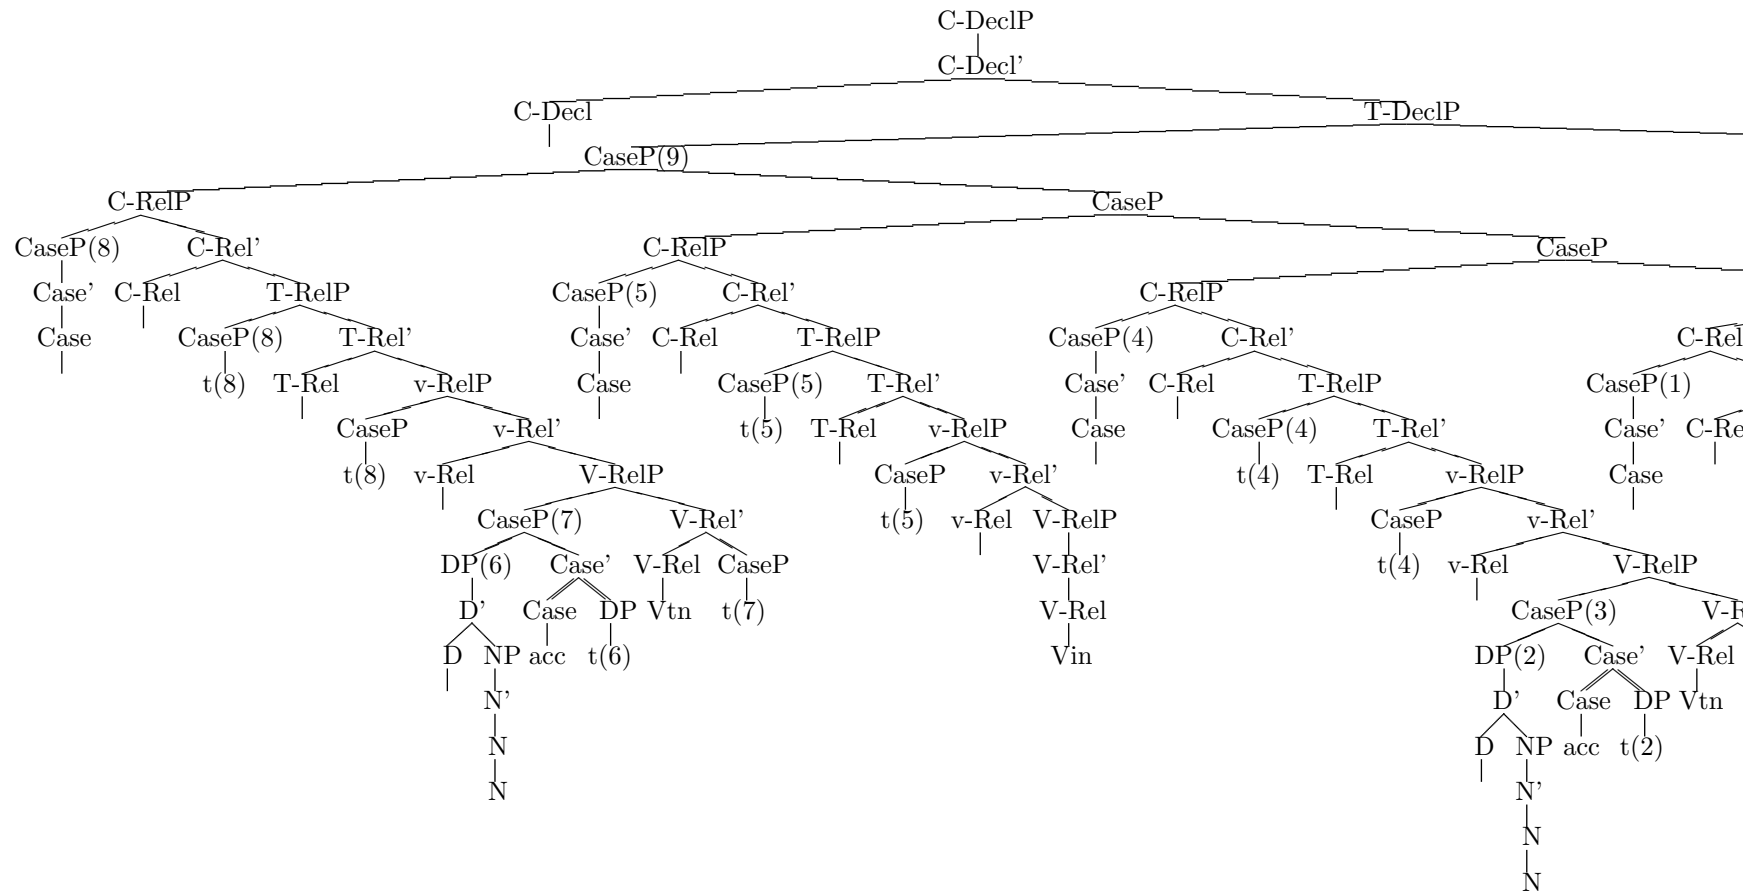 C-DeclP
C-Decl'
C-Decl T-DeclP
CaseP(9)
C-RelP CaseP
CaseP(8) C-Rel' C-RelP CaseP
Case' C-Rel T-RelP CaseP(5) C-Rel' C-RelP
Case CaseP(8) T-Rel' Case' C-Rel T-RelP CaseP(4) C-Rel' C-Rel
t(8) T-Rel v-RelP Case CaseP(5) T-Rel' Case' C-Rel T-RelP CaseP(1)
CaseP v-Rel' t(5) T-Rel v-RelP Case CaseP(4) T-Rel' Case' C-Re
t(8) v-Rel V-RelP CaseP v-Rel' t(4) T-Rel v-RelP Case
CaseP(7) V-Rel' t(5) v-Rel V-RelP CaseP v-Rel'
DP(6) Case' V-Rel CaseP V-Rel' t(4) v-Rel V-RelP
D' Case DP Vtn t(7) V-Rel CaseP(3) V-R
D NP acc t(6) Vin DP(2) Case' V-Rel
N' D' Case DP Vtn
N D NP acc t(2)
N N'
N
N